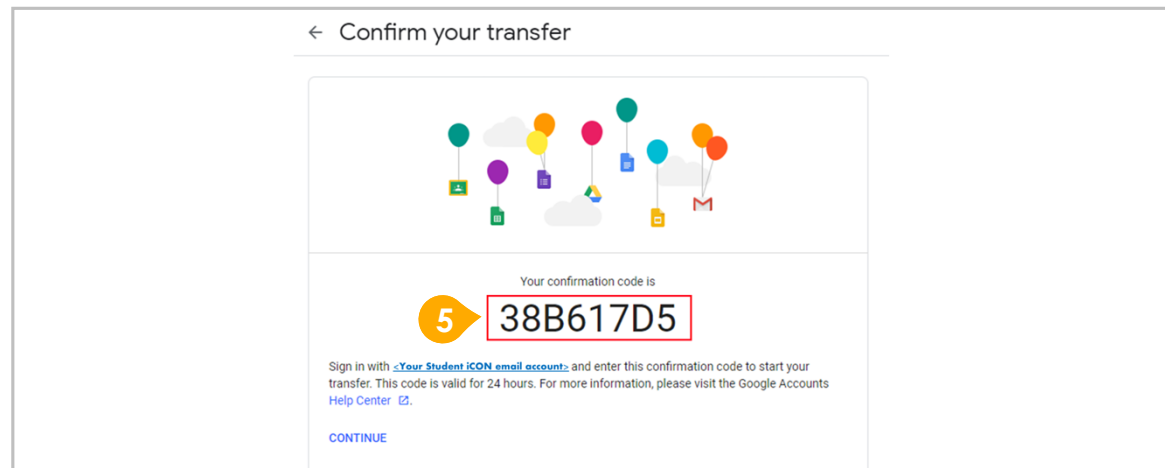 ← Confirm your transfer
Your confirmation code is
5
38B617D5
Sign in with <Your Student iCON email account> and enter this confirmation code to start your
transfer. This code is valid for 24 hours. For more information, please visit the Google Accounts
Help Center.
CONTINUE